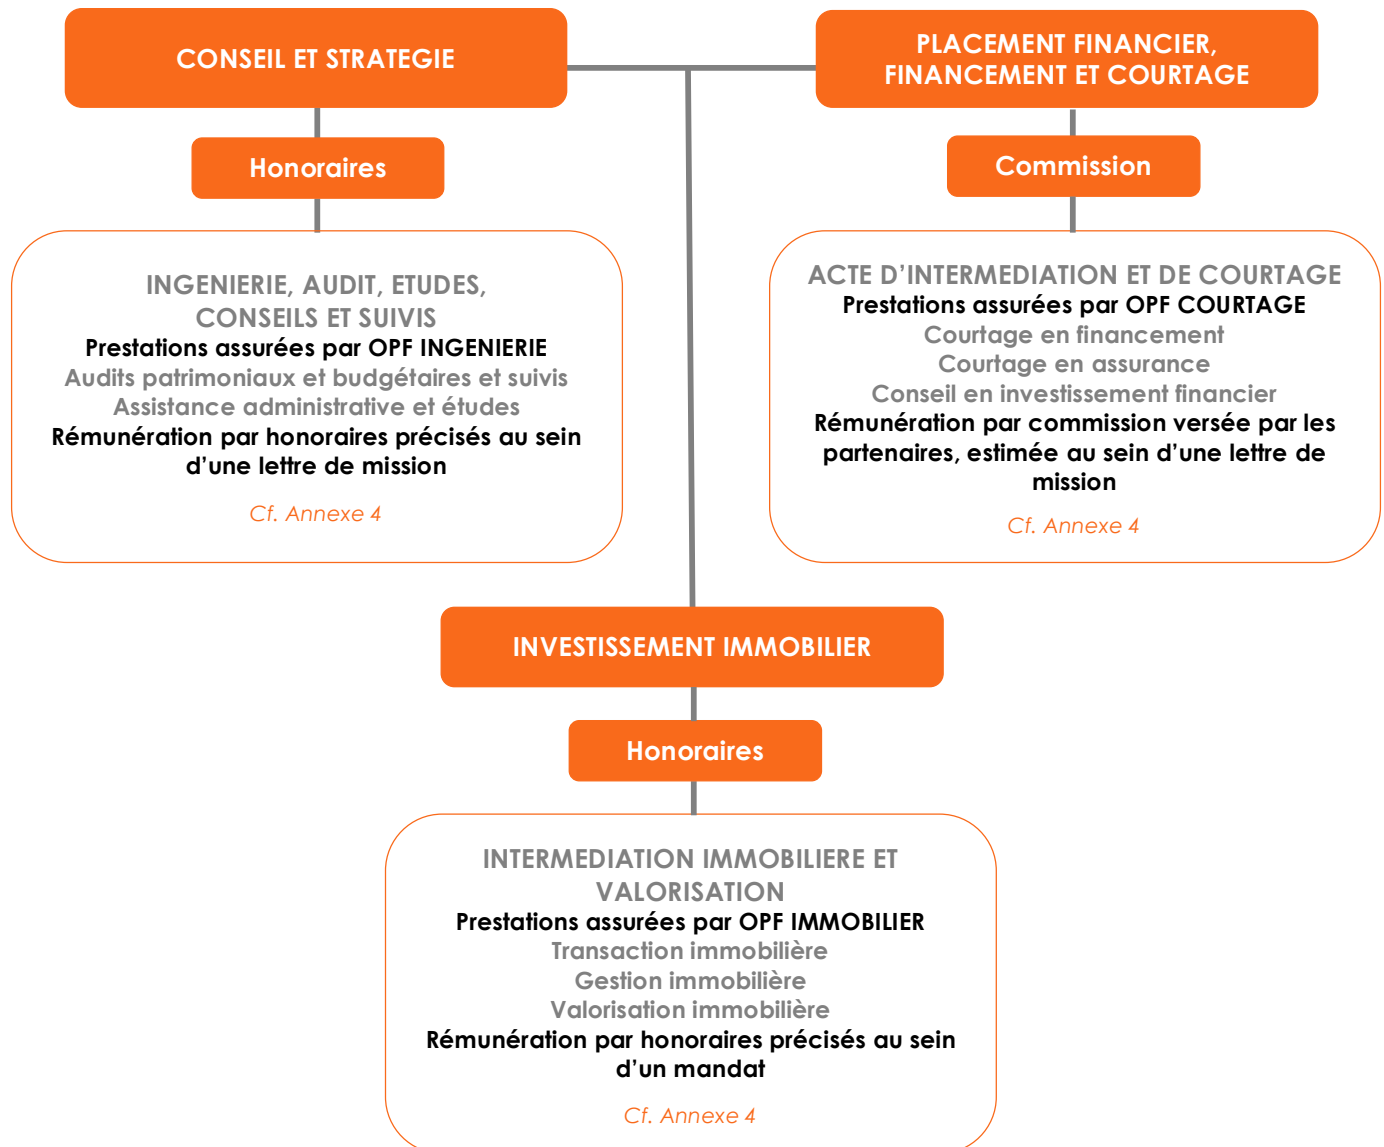 CONSEIL ET STRATEGIE
Honoraires
INGENIERIE, AUDIT, ETUDES,
CONSEILS ET SUIVIS
Prestations assurées par OPF INGENIERIE
Audits patrimoniaux et budgétaires et suivis
Assistance administrative et études
Rémunération par honoraires précisés au sein
d’une lettre de mission
Cf. Annexe 4
PLACEMENT FINANCIER,
FINANCEMENT ET COURTAGE
Commission
ACTE D’INTERMEDIATION ET DE COURTAGE
Prestations assurées par OPF COURTAGE
Courtage en financement
Courtage en assurance
Conseil en investissement financier
Rémunération par commission versée par les
partenaires, estimée au sein d’une lettre de
mission
Cf. Annexe 4
INVESTISSEMENT IMMOBILIER
Honoraires
INTERMEDIATION IMMOBILIERE ET
VALORISATION
Prestations assurées par OPF IMMOBILIER
Transaction immobilière
Gestion immobilière
Valorisation immobilière
Rémunération par honoraires précisés au sein
d’un mandat
Cf. Annexe 4